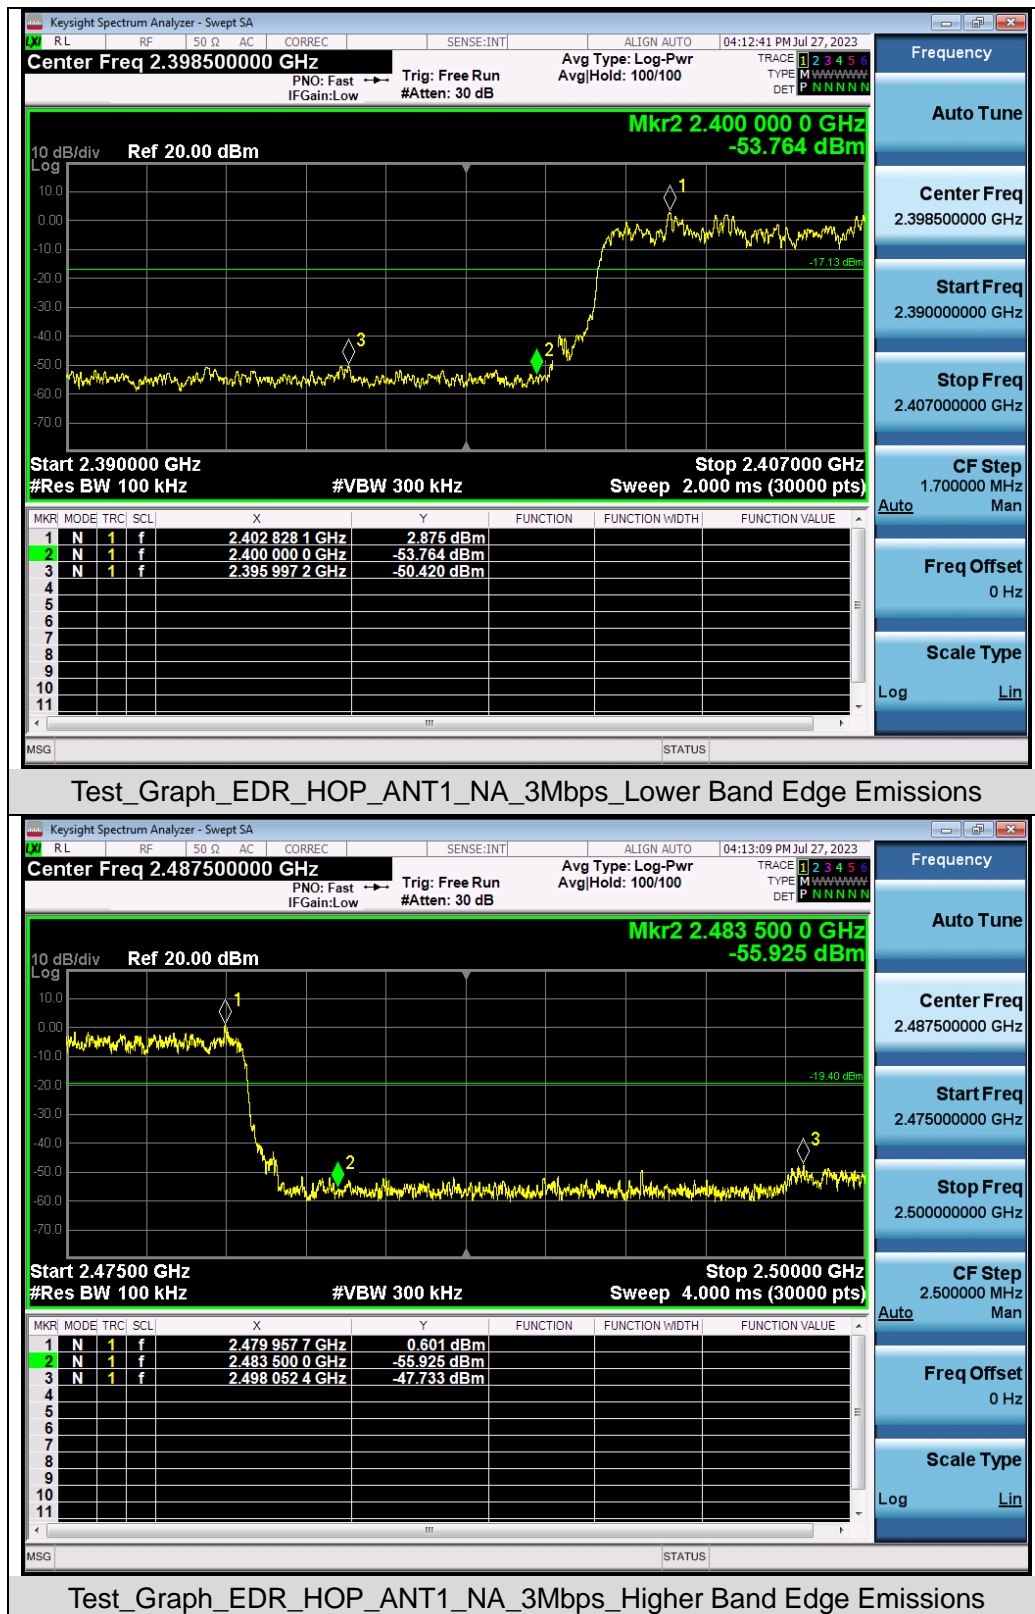 Keysight Spectrum Analyzer - Swept SA
LXI RL RF 50 Ω AC CORREC SENSE:INT ALIGN AUTO 04:12:41 PM Jul 27, 2023
Center Freq 2.398500000 GHz
PNO: Fast
IFGain:Low
Trig: Free Run
#Atten: 30 dB
Avg Type: Log-Pwr
Avg|Hold: 100/100
TRACE 1 2 3 4 5 6
TYPE M WWWWW
DET P N N N N N
Mkr2 2.400 000 0 GHz
-53.764 dBm
10 dB/div Ref 20.00 dBm
Log
10.0
0.00
-10.0
-20.0
-30.0
-40.0
-50.0
-60.0
-70.0
1
-17.13 dBm
3
2
Start 2.390000 GHz Stop 2.407000 GHz
#Res BW 100 kHz #VBW 300 kHz Sweep 2.000 ms (30000 pts)
MKR MODE TRC SCL X Y FUNCTION FUNCTION WIDTH FUNCTION VALUE
1 N 1 f 2.402 828 1 GHz 2.875 dBm
2 N 1 f 2.400 000 0 GHz -53.764 dBm
3 N 1 f 2.395 997 2 GHz -50.420 dBm
4
5
6
7
8
9
10
11
MSG STATUS
Frequency
Auto Tune
Center Freq
2.398500000 GHz
Start Freq
2.390000000 GHz
Stop Freq
2.407000000 GHz
CF Step
1.700000 MHz
Auto Man
Freq Offset
0 Hz
Scale Type
Log Lin
Test_Graph_EDR_HOP_ANT1_NA_3Mbps_Lower Band Edge Emissions
Keysight Spectrum Analyzer - Swept SA
LXI RL RF 50 Ω AC CORREC SENSE:INT ALIGN AUTO 04:13:09 PM Jul 27, 2023
Center Freq 2.487500000 GHz
PNO: Fast
IFGain:Low
Trig: Free Run
#Atten: 30 dB
Avg Type: Log-Pwr
Avg|Hold: 100/100
TRACE 1 2 3 4 5 6
TYPE M WWWWW
DET P N N N N N
Mkr2 2.483 500 0 GHz
-55.925 dBm
10 dB/div Ref 20.00 dBm
Log
10.0
0.00
-10.0
-20.0
-30.0
-40.0
-50.0
-60.0
-70.0
1
-19.40 dBm
2
3
Start 2.47500 GHz Stop 2.50000 GHz
#Res BW 100 kHz #VBW 300 kHz Sweep 4.000 ms (30000 pts)
MKR MODE TRC SCL X Y FUNCTION FUNCTION WIDTH FUNCTION VALUE
1 N 1 f 2.479 957 7 GHz 0.601 dBm
2 N 1 f 2.483 500 0 GHz -55.925 dBm
3 N 1 f 2.498 052 4 GHz -47.733 dBm
4
5
6
7
8
9
10
11
MSG STATUS
Frequency
Auto Tune
Center Freq
2.487500000 GHz
Start Freq
2.475000000 GHz
Stop Freq
2.500000000 GHz
CF Step
2.500000 MHz
Auto Man
Freq Offset
0 Hz
Scale Type
Log Lin
Test_Graph_EDR_HOP_ANT1_NA_3Mbps_Higher Band Edge Emissions